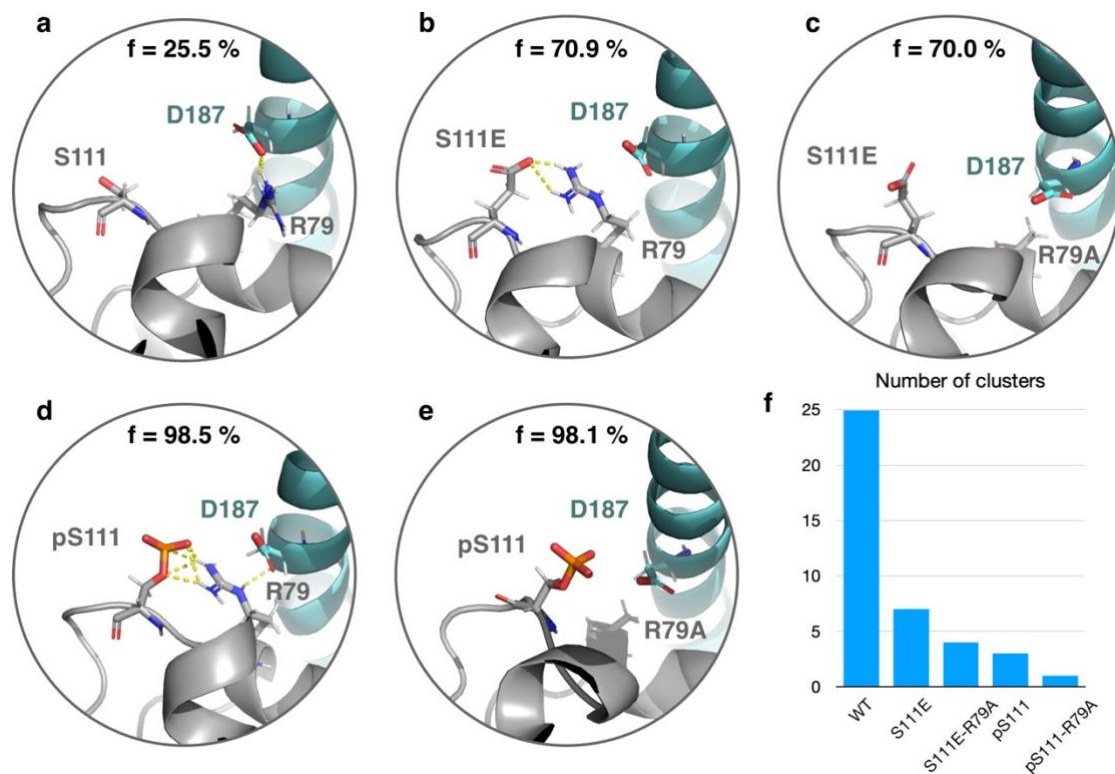 a
f = 25.5 %
D187
S111
R79
b
f = 70.9 %
D187
S111E
R79
c
f = 70.0 %
S111E
D187
R79A
d
f = 98.5 %
D187
pS111
R79
e
f = 98.1 %
D187
pS111
R79A
f
Number of clusters
25
20
15
10
5
0
WT
S111E
S111E-R79A
pS111
pS111-R79A